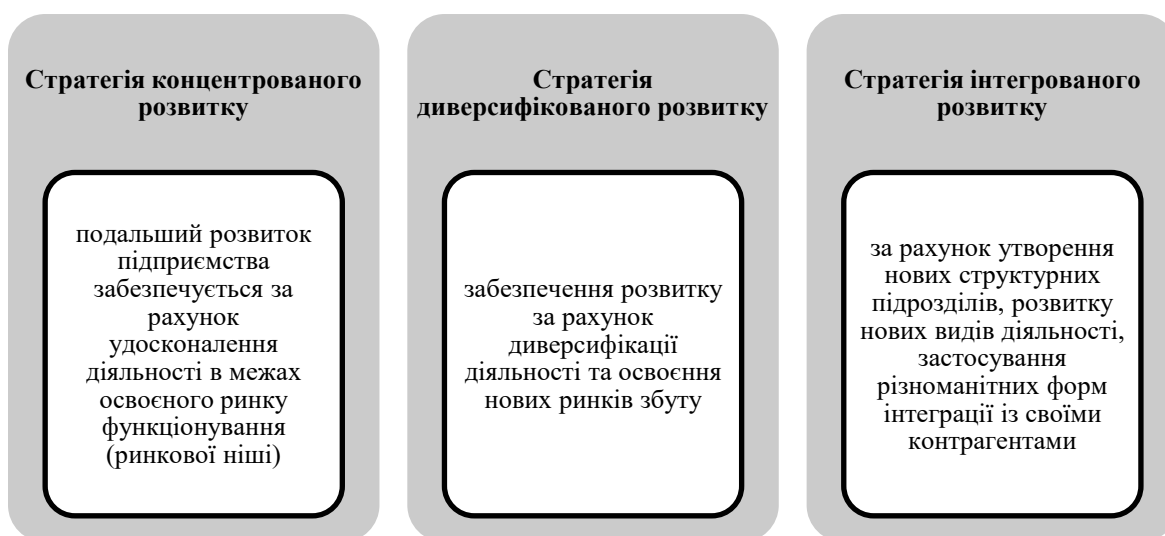 Стратегія концентрованого
розвитку
подальший розвиток
підприємства
забезпечується за
рахунок
удосконалення
діяльності в межах
освоєного ринку
функціонування
(ринкової ніші)
Стратегія
диверсифікованого розвитку
забезпечення розвитку
за рахунок
диверсифікації
діяльності та освоєння
нових ринків збуту
Стратегія інтегрованого
розвитку
за рахунок утворення
нових структурних
підрозділів, розвитку
нових видів діяльності,
застосування
різноманітних форм
інтеграції із своїми
контрагентами